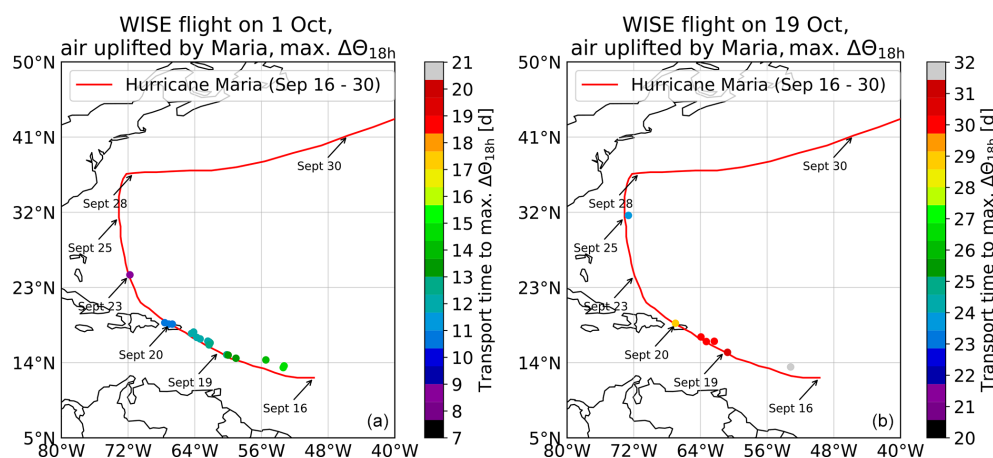 WISE flight on 1 Oct,
air uplifted by Maria, max. ΔΘ18h
50°N
41°N
32°N
23°N
14°N
5°N
80°W
72°W
64°W
56°W
48°W
40°W
Hurricane Maria (Sep 16 - 30)
Sept 30
Sept 28
Sept 25
Sept 23
Sept 20
Sept 19
Sept 16
(a)
21
20
19
18
17
16
15
14
13
12
11
10
9
8
7
Transport time to max. ΔΘ18h [d]
WISE flight on 19 Oct,
air uplifted by Maria, max. ΔΘ18h
50°N
41°N
32°N
23°N
14°N
5°N
80°W
72°W
64°W
56°W
48°W
40°W
Hurricane Maria (Sep 16 - 30)
Sept 30
Sept 28
Sept 25
Sept 23
Sept 20
Sept 19
Sept 16
(b)
32
31
30
29
28
27
26
25
24
23
22
21
20
Transport time to max. ΔΘ18h [d]